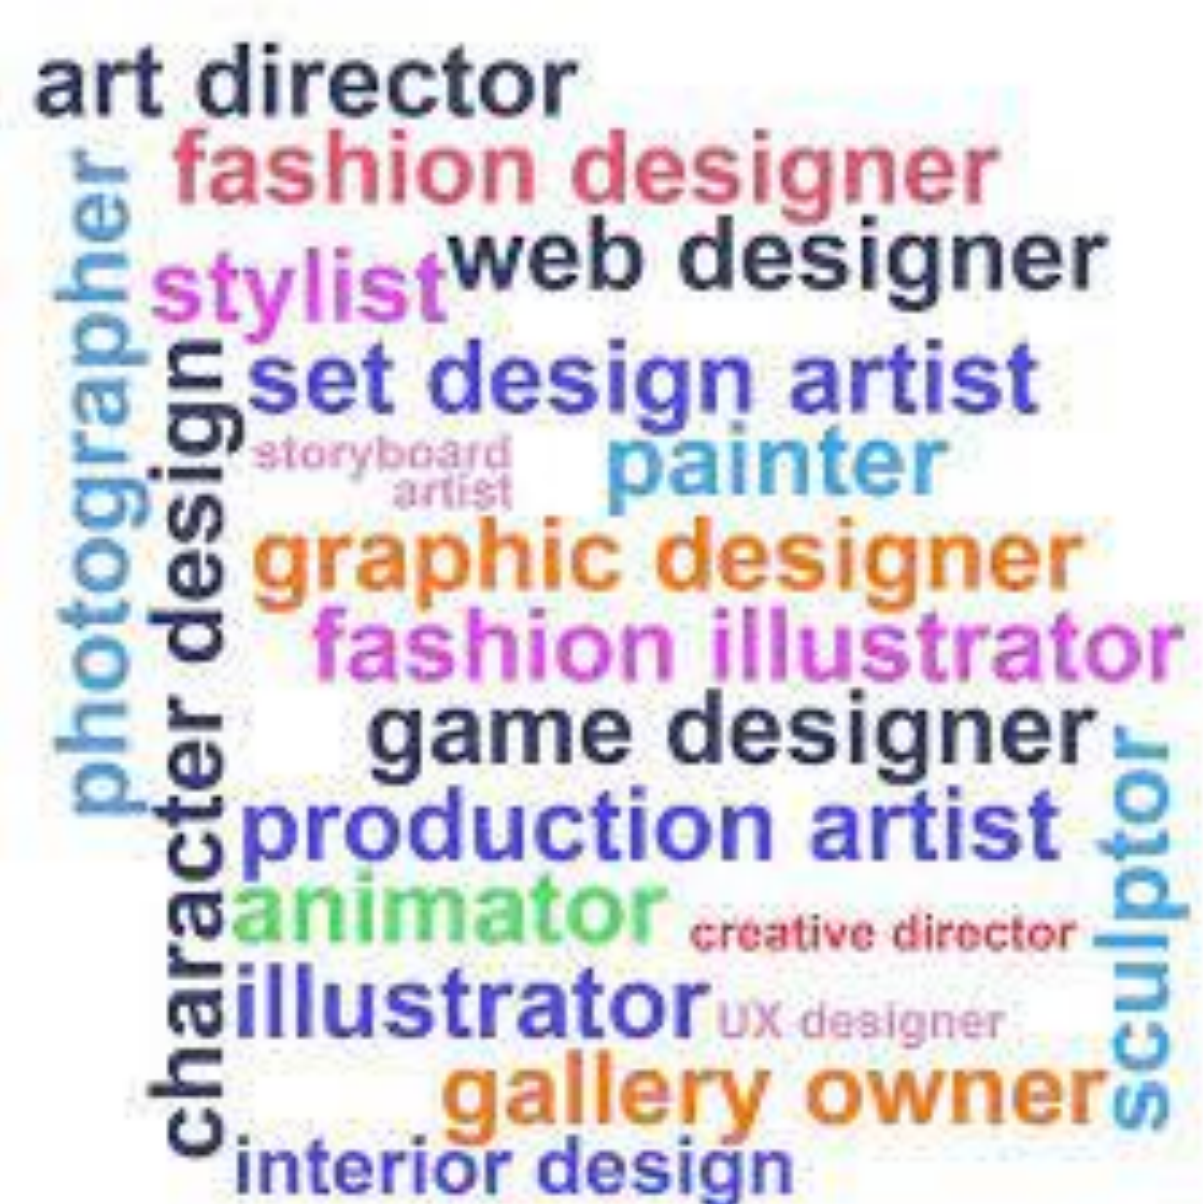 art director
fashion designer
photographer
stylist
web designer
character design
set design artist
storyboard
artist
painter
graphic designer
fashion illustrator
game designer
sculptor
production artist
animator
creative director
illustrator
UX designer
gallery owner
interior design